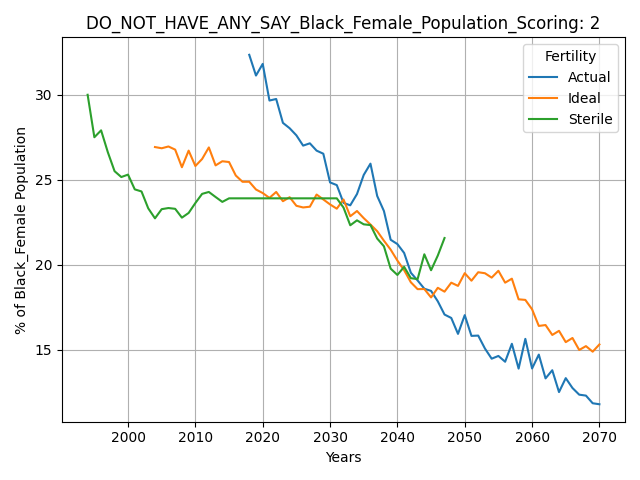 DO_NOT_HAVE_ANY_SAY_Black_Female_Population_Scoring: 2
Fertility
Actual
Ideal
Sterile
% of Black_Female Population
30
25
20
15
2000 2010 2020 2030 2040 2050 2060 2070
Years